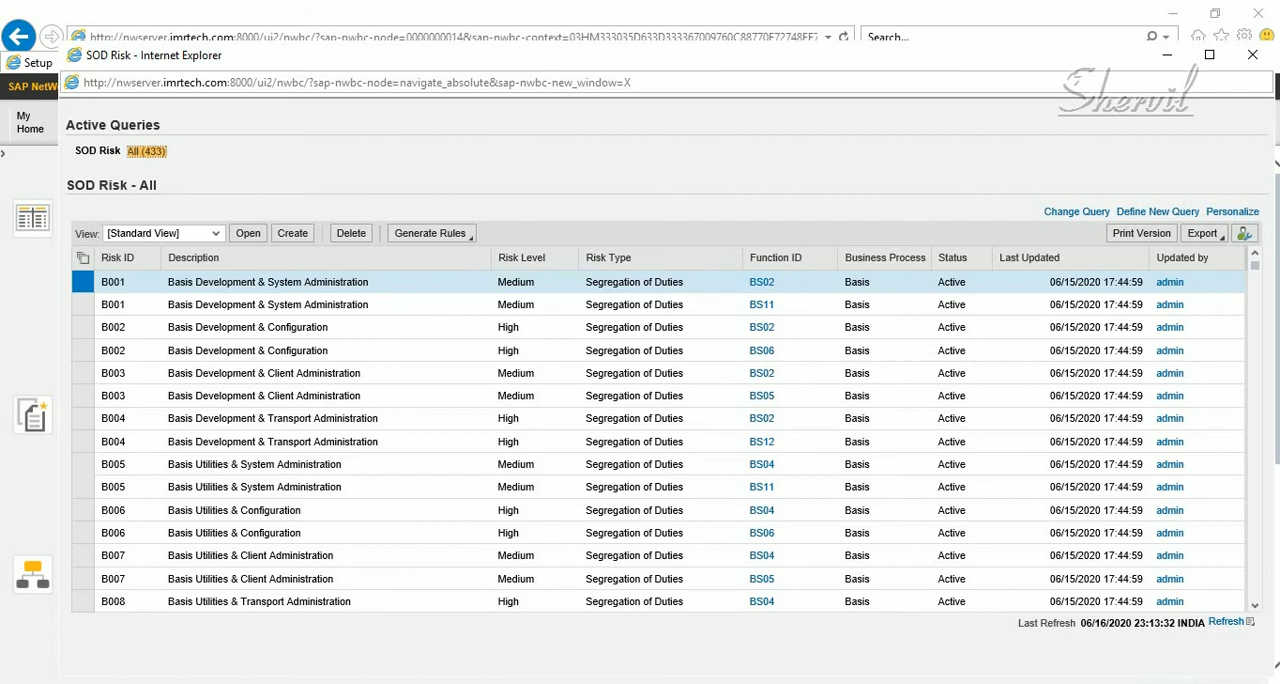 http://nwserver.imrtech.com:8000/ui2/nwbc/?sap-nwbc-node=0000000014&sap-nwbc-context=03HM333035D633D333367009760C88770F72748FF7
Search...
Setup
SOD Risk - Internet Explorer
http://nwserver.imrtech.com:8000/ui2/nwbc/?sap-nwbc-node=navigate_absolute&sap-nwbc-new_window=X
SAP NetW
Shervil
My Home
Active Queries
SOD Risk All (433)
SOD Risk - All
Change Query Define New Query Personalize
View: [Standard View] Open Create Delete Generate Rules Print Version Export
Risk ID Description Risk Level Risk Type Function ID Business Process Status Last Updated Updated by
B001 Basis Development & System Administration Medium Segregation of Duties BS02 Basis Active 06/15/2020 17:44:59 admin
B001 Basis Development & System Administration Medium Segregation of Duties BS11 Basis Active 06/15/2020 17:44:59 admin
B002 Basis Development & Configuration High Segregation of Duties BS02 Basis Active 06/15/2020 17:44:59 admin
B002 Basis Development & Configuration High Segregation of Duties BS06 Basis Active 06/15/2020 17:44:59 admin
B003 Basis Development & Client Administration Medium Segregation of Duties BS02 Basis Active 06/15/2020 17:44:59 admin
B003 Basis Development & Client Administration Medium Segregation of Duties BS05 Basis Active 06/15/2020 17:44:59 admin
B004 Basis Development & Transport Administration High Segregation of Duties BS02 Basis Active 06/15/2020 17:44:59 admin
B004 Basis Development & Transport Administration High Segregation of Duties BS12 Basis Active 06/15/2020 17:44:59 admin
B005 Basis Utilities & System Administration Medium Segregation of Duties BS04 Basis Active 06/15/2020 17:44:59 admin
B005 Basis Utilities & System Administration Medium Segregation of Duties BS11 Basis Active 06/15/2020 17:44:59 admin
B006 Basis Utilities & Configuration High Segregation of Duties BS04 Basis Active 06/15/2020 17:44:59 admin
B006 Basis Utilities & Configuration High Segregation of Duties BS06 Basis Active 06/15/2020 17:44:59 admin
B007 Basis Utilities & Client Administration Medium Segregation of Duties BS04 Basis Active 06/15/2020 17:44:59 admin
B007 Basis Utilities & Client Administration Medium Segregation of Duties BS05 Basis Active 06/15/2020 17:44:59 admin
B008 Basis Utilities & Transport Administration High Segregation of Duties BS04 Basis Active 06/15/2020 17:44:59 admin
Last Refresh 06/16/2020 23:13:32 INDIA Refresh